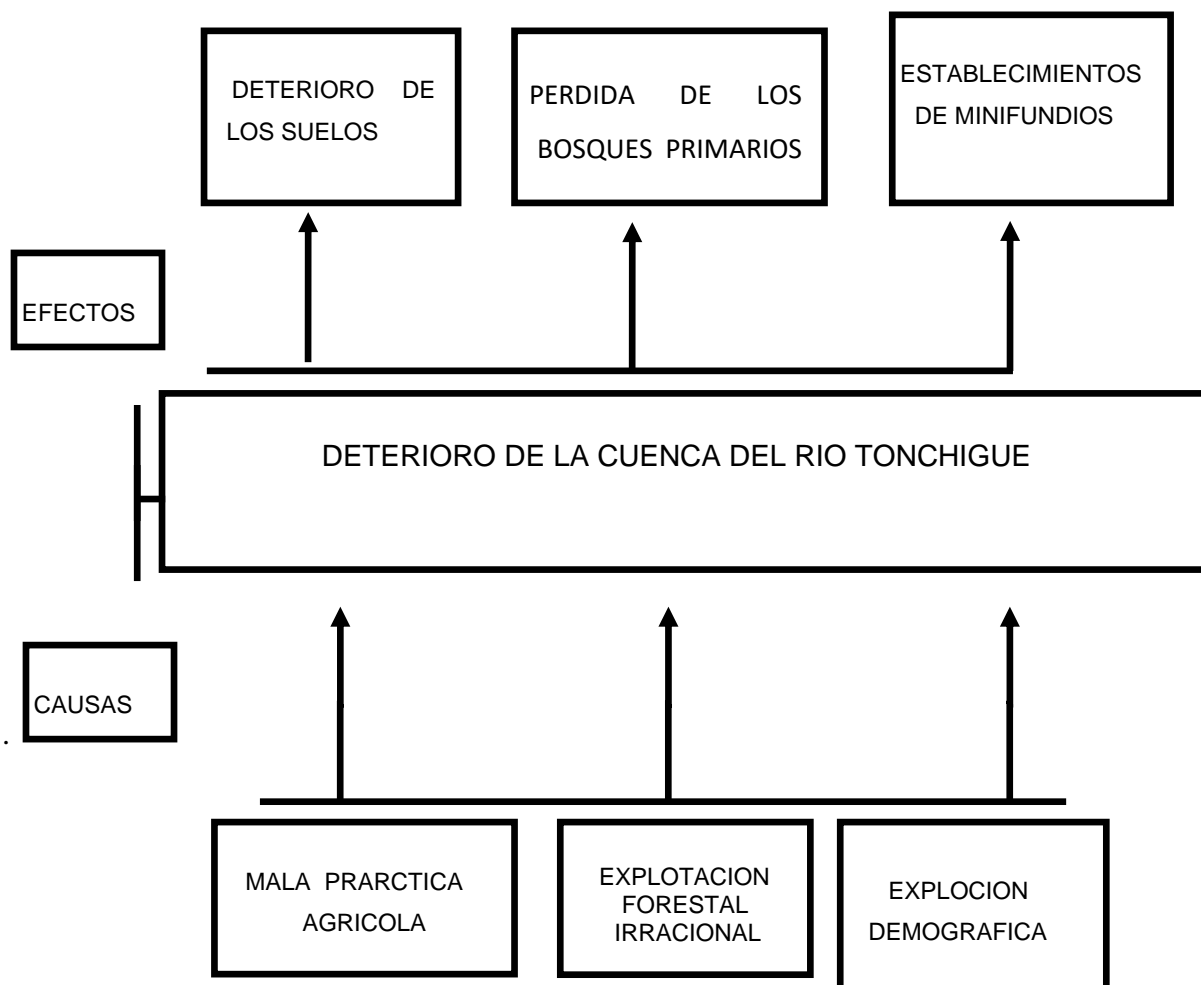 DETERIORO DE
LOS SUELOS
PERDIDA DE LOS
BOSQUES PRIMARIOS
ESTABLECIMIENTOS
DE MINIFUNDIOS
EFECTOS
DETERIORO DE LA CUENCA DEL RIO TONCHIGUE
CAUSAS
.
MALA PRARCTICA
AGRICOLA
EXPLOTACION
FORESTAL
IRRACIONAL
EXPLOCION
DEMOGRAFICA